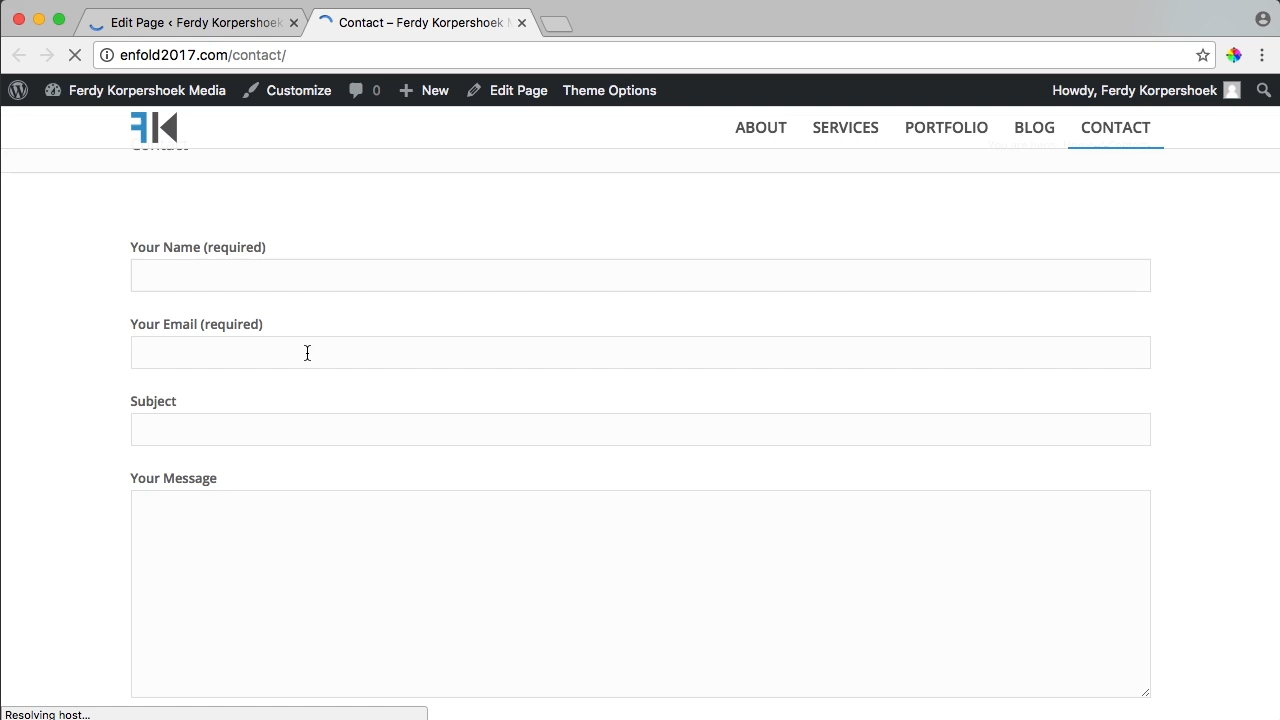 Edit Page ‹ Ferdy Korpershoek
Contact – Ferdy Korpershoek M
enfold2017.com/contact/
Ferdy Korpershoek Media Customize 0 New Edit Page Theme Options Howdy, Ferdy Korpershoek
FK ABOUT SERVICES PORTFOLIO BLOG CONTACT
Contact
Your Name (required)
Your Email (required)
Subject
Your Message
Resolving host...